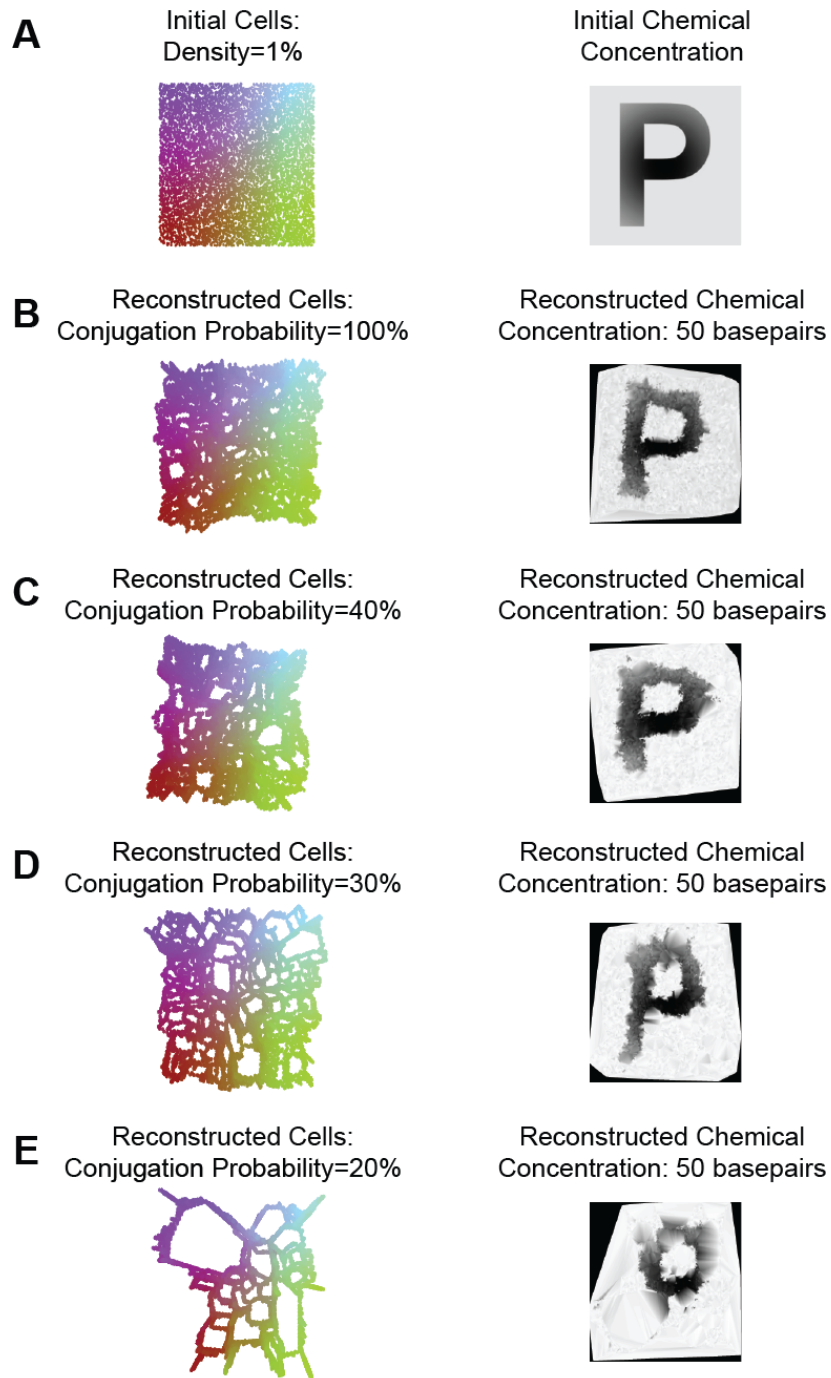 A
Initial Cells:
Density=1%
Initial Chemical
Concentration
P
B
Reconstructed Cells:
Conjugation Probability=100%
Reconstructed Chemical
Concentration: 50 basepairs
P
C
Reconstructed Cells:
Conjugation Probability=40%
Reconstructed Chemical
Concentration: 50 basepairs
P
D
Reconstructed Cells:
Conjugation Probability=30%
Reconstructed Chemical
Concentration: 50 basepairs
P
E
Reconstructed Cells:
Conjugation Probability=20%
Reconstructed Chemical
Concentration: 50 basepairs